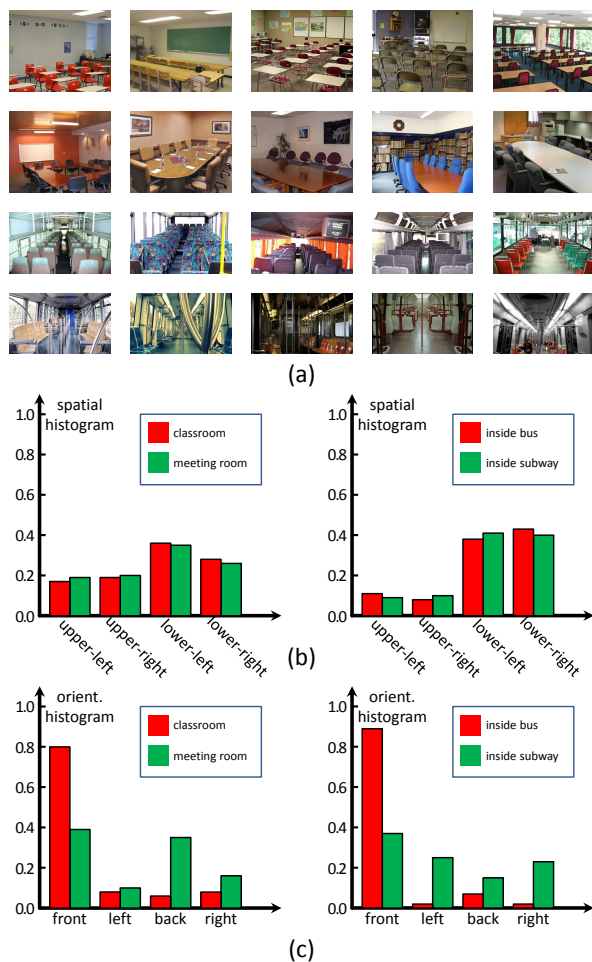 (a)
spatial
histogram
1.0
0.8
0.6
0.4
0.2
0.0
classroom
meeting room
upper-left
upper-right
lower-left
lower-right
spatial
histogram
1.0
0.8
0.6
0.4
0.2
0.0
inside bus
inside subway
upper-left
upper-right
lower-left
lower-right
(b)
orient.
histogram
1.0
0.8
0.6
0.4
0.2
0.0
classroom
meeting room
front left back right
orient.
histogram
1.0
0.8
0.6
0.4
0.2
0.0
inside bus
inside subway
front left back right
(c)